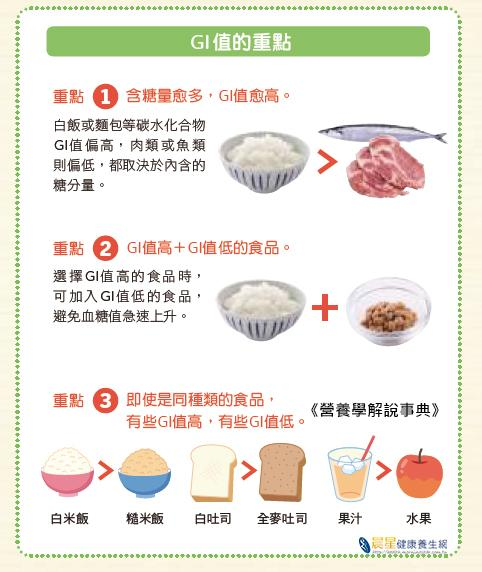 GI值的重點
重點 1 含糖量愈多，GI值愈高。
白飯或麵包等碳水化合物
GI值偏高，肉類或魚類
則偏低，都取決於內含的
糖分量。
重點 2 GI值高＋GI值低的食品。
選擇GI值高的食品時，
可加入GI值低的食品，
避免血糖值急速上升。
重點 3 即使是同種類的食品，
有些GI值高，有些GI值低。
《營養學解說事典》
白米飯 糙米飯 白吐司 全麥吐司 果汁 水果
晨星健康養生網